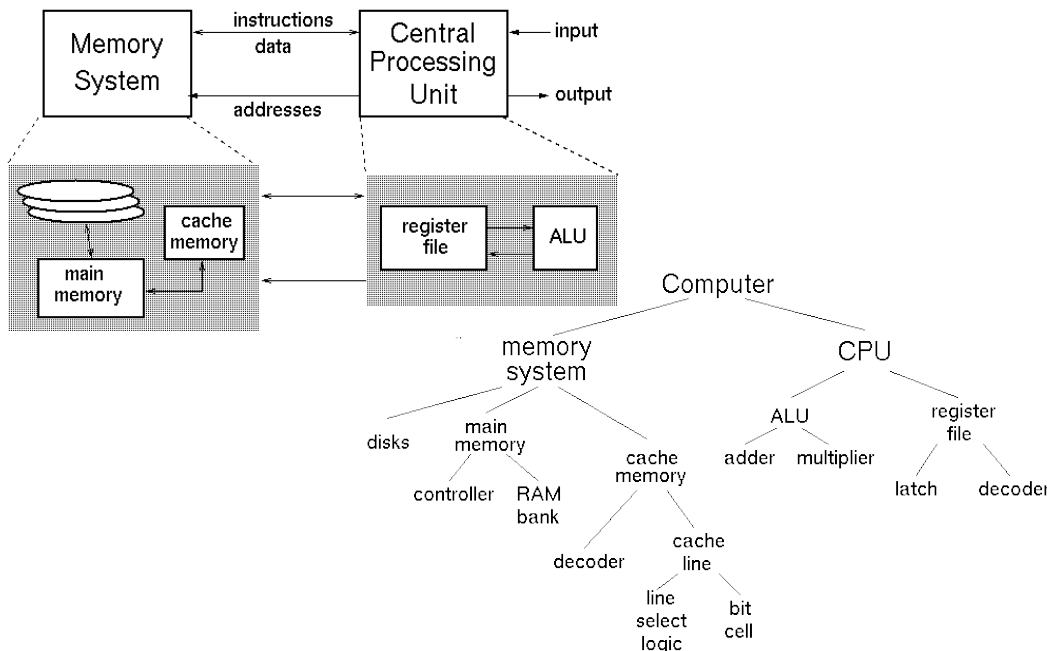 Memory
System
instructions
data
addresses
Central
Processing
Unit
input
output
cache
memory
main
memory
register
file
ALU
Computer
memory
system
CPU
disks
main
memory
controller
RAM
bank
cache
memory
decoder
cache
line
line
select
logic
bit
cell
ALU
adder
multiplier
register
file
latch
decoder